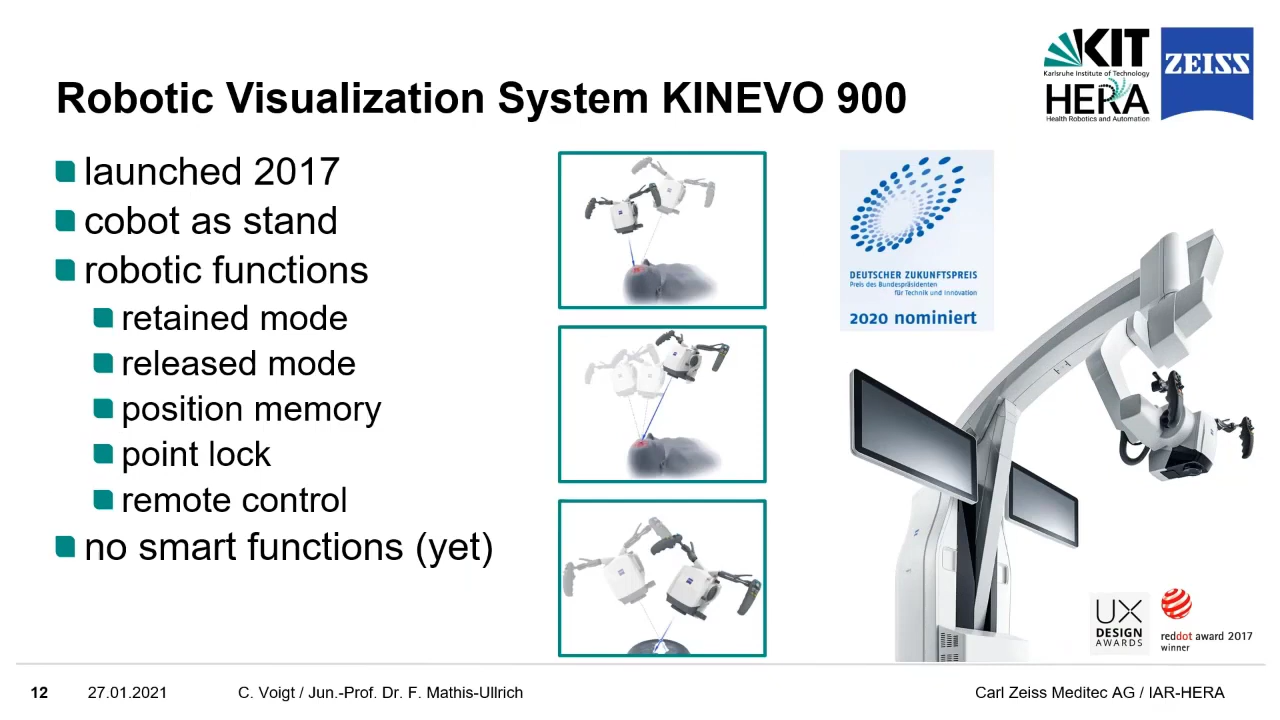 KIT
Karlsruhe Institute of Technology
HERA
Health Robotics and Automation
ZEISS
Robotic Visualization System KINEVO 900
launched 2017
cobot as stand
robotic functions
retained mode
released mode
position memory
point lock
remote control
no smart functions (yet)
DEUTSCHER ZUKUNFTSPREIS
Preis des Bundespräsidenten
für Technik und Innovation
2020 nominiert
UX
DESIGN
AWARDS
reddot award 2017
winner
12
27.01.2021
C. Voigt / Jun.-Prof. Dr. F. Mathis-Ullrich
Carl Zeiss Meditec AG / IAR-HERA